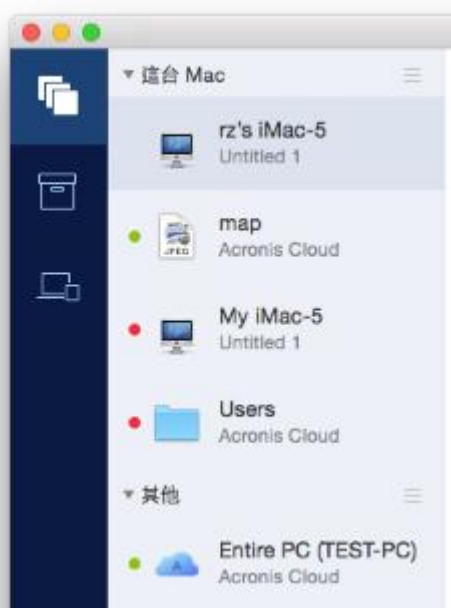 這台 Mac
rz's iMac-5
Untitled 1
JPEG
map
Acronis Cloud
My iMac-5
Untitled 1
Users
Acronis Cloud
其他
Entire PC (TEST-PC)
Acronis Cloud